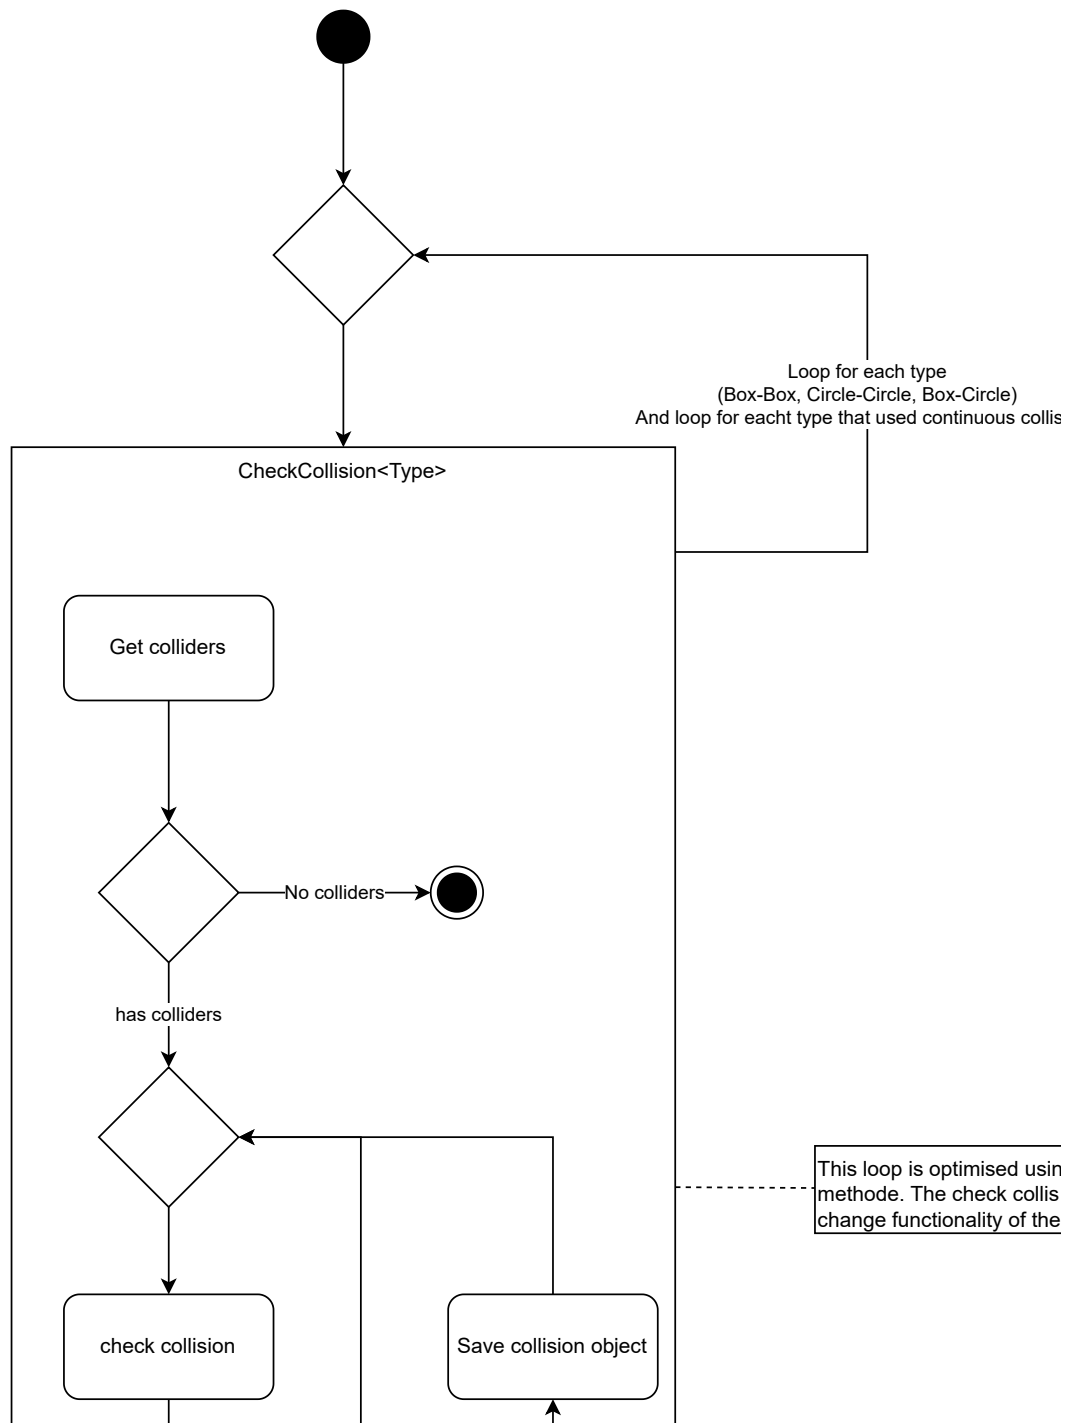 Loop for each type
(Box-Box, Circle-Circle, Box-Circle)
And loop for eacht type that used continuous
CheckCollision<Type>
Get colliders
No colliders
has colliders
This loop is optimised
methode. The check
change functionality of the
check collision
Save collision object